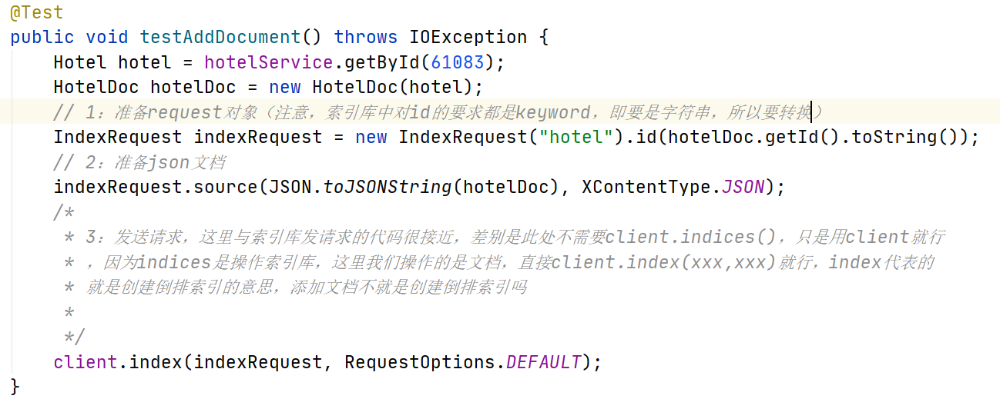 @Test
public void testAddDocument() throws IOException {
    Hotel hotel = hotelService.getById(61083);
    HotelDoc hotelDoc = new HotelDoc(hotel);
    // 1：准备request对象（注意，索引库中对id的要求都是keyword，即要是字符串，所以要转换）
    IndexRequest indexRequest = new IndexRequest("hotel").id(hotelDoc.getId().toString());
    // 2：准备json文档
    indexRequest.source(JSON.toJSONString(hotelDoc), XContentType.JSON);
    /*
     * 3：发送请求，这里与索引库发请求的代码很接近，差别是此处不需要client.indices()，只是用client就行
     * ，因为indices是操作索引库，这里我们操作的是文档，直接client.index(xxx,xxx)就行，index代表的
     * 就是创建倒排索引的意思，添加文档不就是创建倒排索引吗
     *
     */
    client.index(indexRequest, RequestOptions.DEFAULT);
}